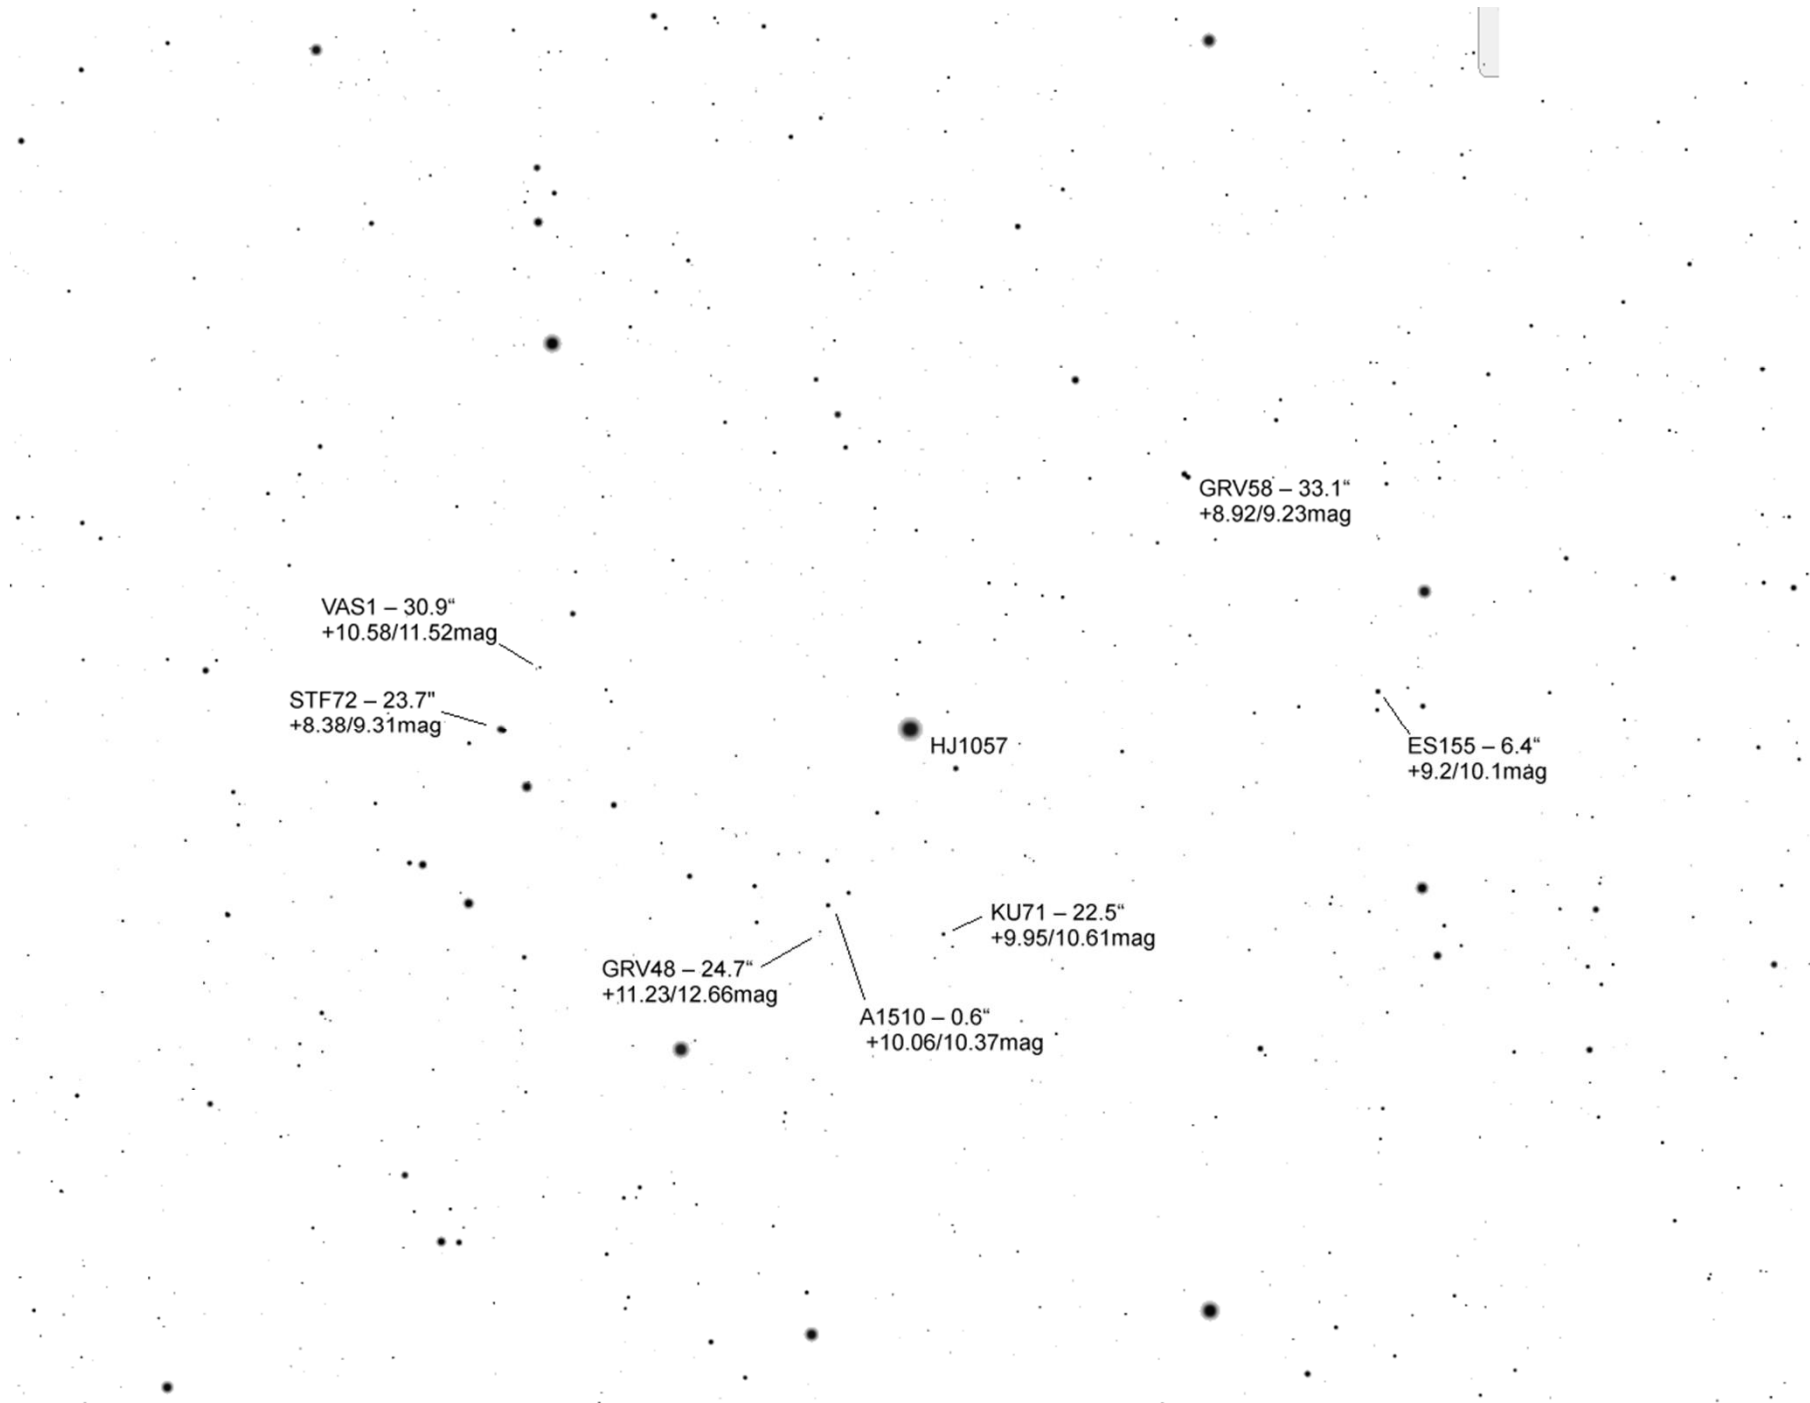 GRV58 – 33.1“
+8.92/9.23mag
VAS1 – 30.9“
+10.58/11.52mag
STF72 – 23.7"
+8.38/9.31mag
HJ1057
ES155 – 6.4“
+9.2/10.1mag
KU71 – 22.5“
+9.95/10.61mag
GRV48 – 24.7“
+11.23/12.66mag
A1510 – 0.6“
+10.06/10.37mag